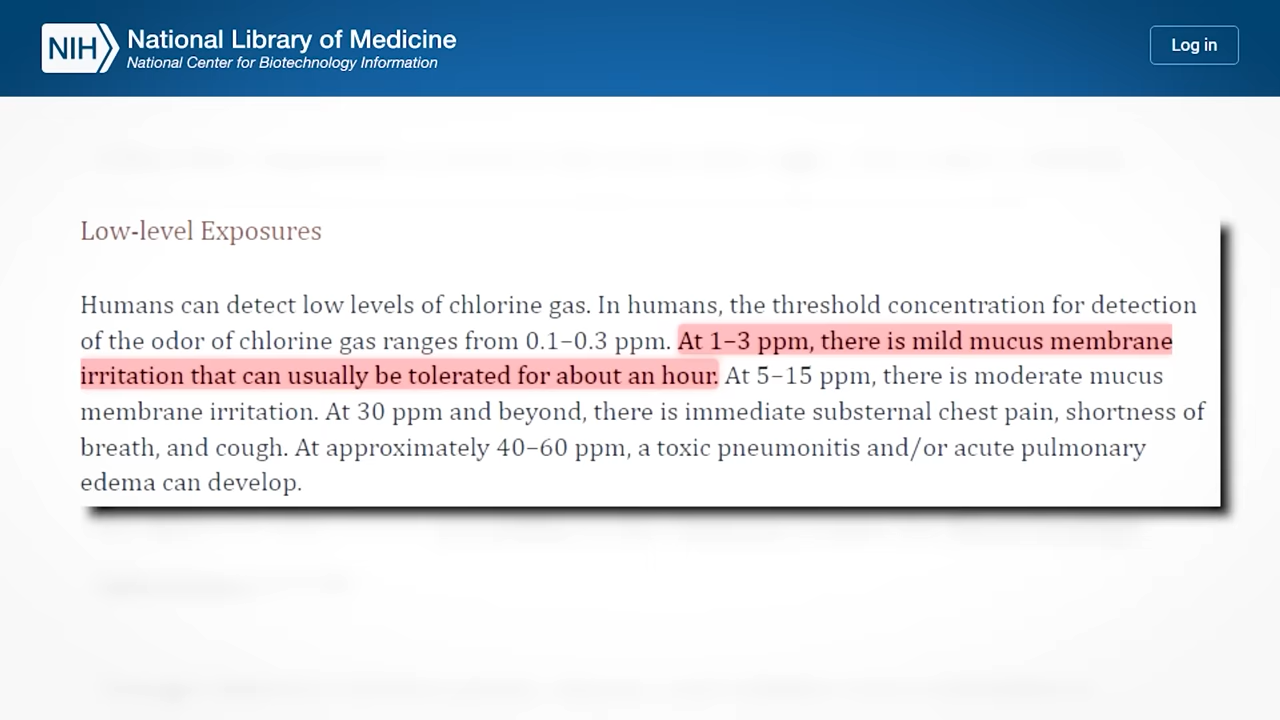 NIH
National Library of Medicine
National Center for Biotechnology Information
Log in
Low-level Exposures
Humans can detect low levels of chlorine gas. In humans, the threshold concentration for detection
of the odor of chlorine gas ranges from 0.1–0.3 ppm. At 1–3 ppm, there is mild mucus membrane
irritation that can usually be tolerated for about an hour. At 5–15 ppm, there is moderate mucus
membrane irritation. At 30 ppm and beyond, there is immediate substernal chest pain, shortness of
breath, and cough. At approximately 40–60 ppm, a toxic pneumonitis and/or acute pulmonary
edema can develop.